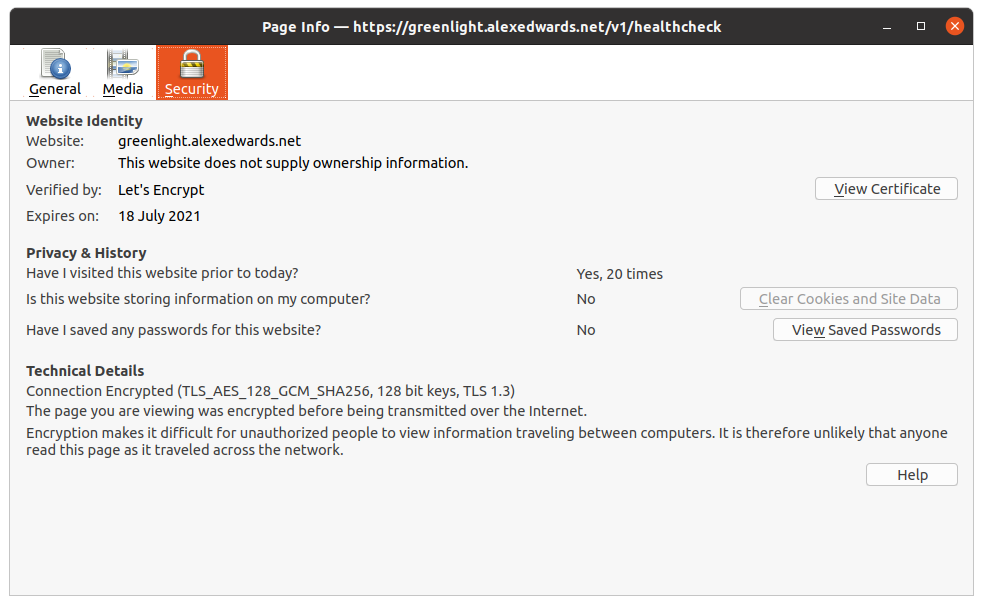 Page Info — https://greenlight.alexedwards.net/v1/healthcheck
General Media Security
Website Identity
Website: greenlight.alexedwards.net
Owner: This website does not supply ownership information.
Verified by: Let's Encrypt View Certificate
Expires on: 18 July 2021
Privacy & History
Have I visited this website prior to today? Yes, 20 times
Is this website storing information on my computer? No Clear Cookies and Site Data
Have I saved any passwords for this website? No View Saved Passwords
Technical Details
Connection Encrypted (TLS_AES_128_GCM_SHA256, 128 bit keys, TLS 1.3)
The page you are viewing was encrypted before being transmitted over the Internet.
Encryption makes it difficult for unauthorized people to view information traveling between computers. It is therefore unlikely that anyone
read this page as it traveled across the network.
Help